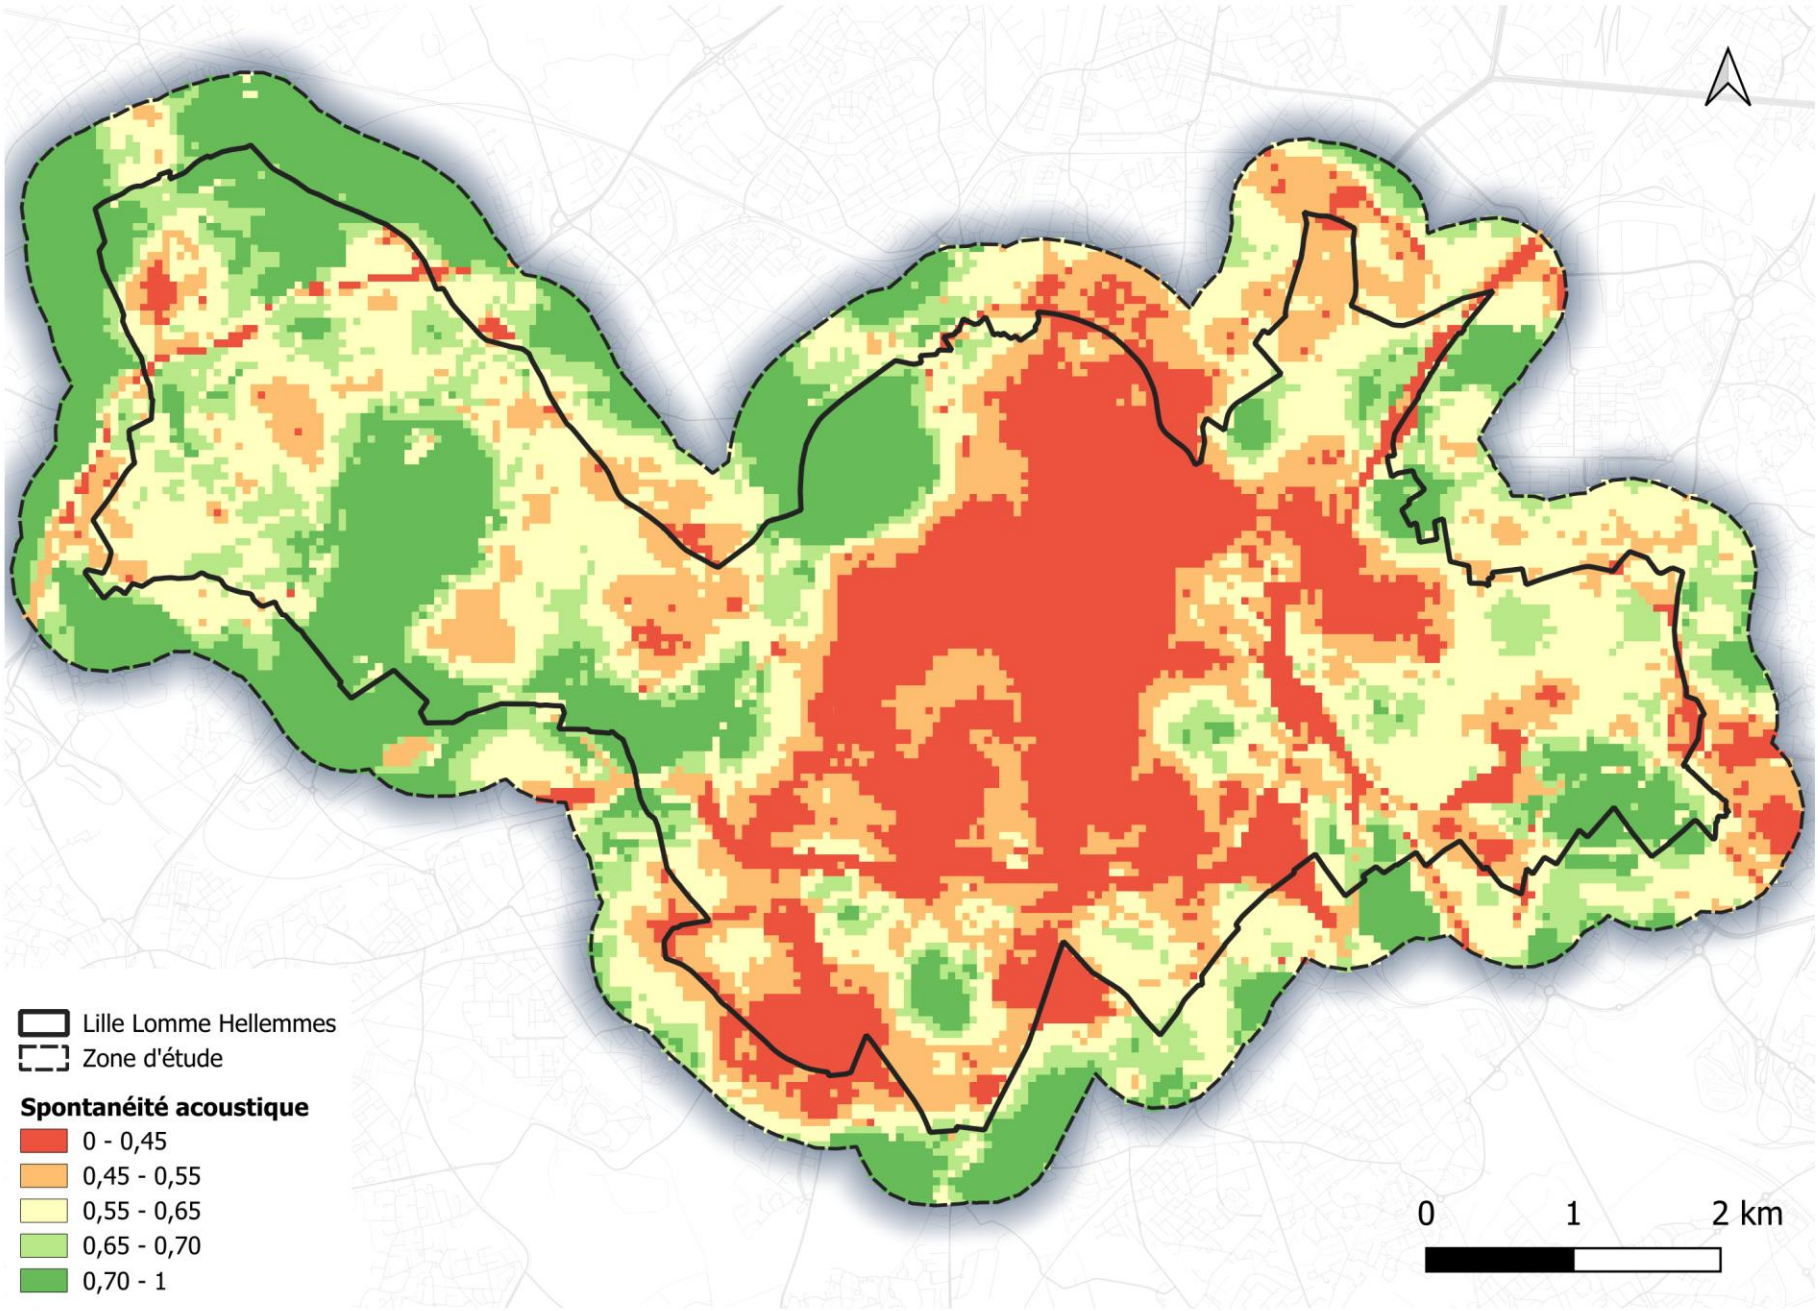 Lille Lomme Hellemmes
Zone d'étude
Spontanéité acoustique
0 - 0,45
0,45 - 0,55
0,55 - 0,65
0,65 - 0,70
0,70 - 1
0 1 2 km